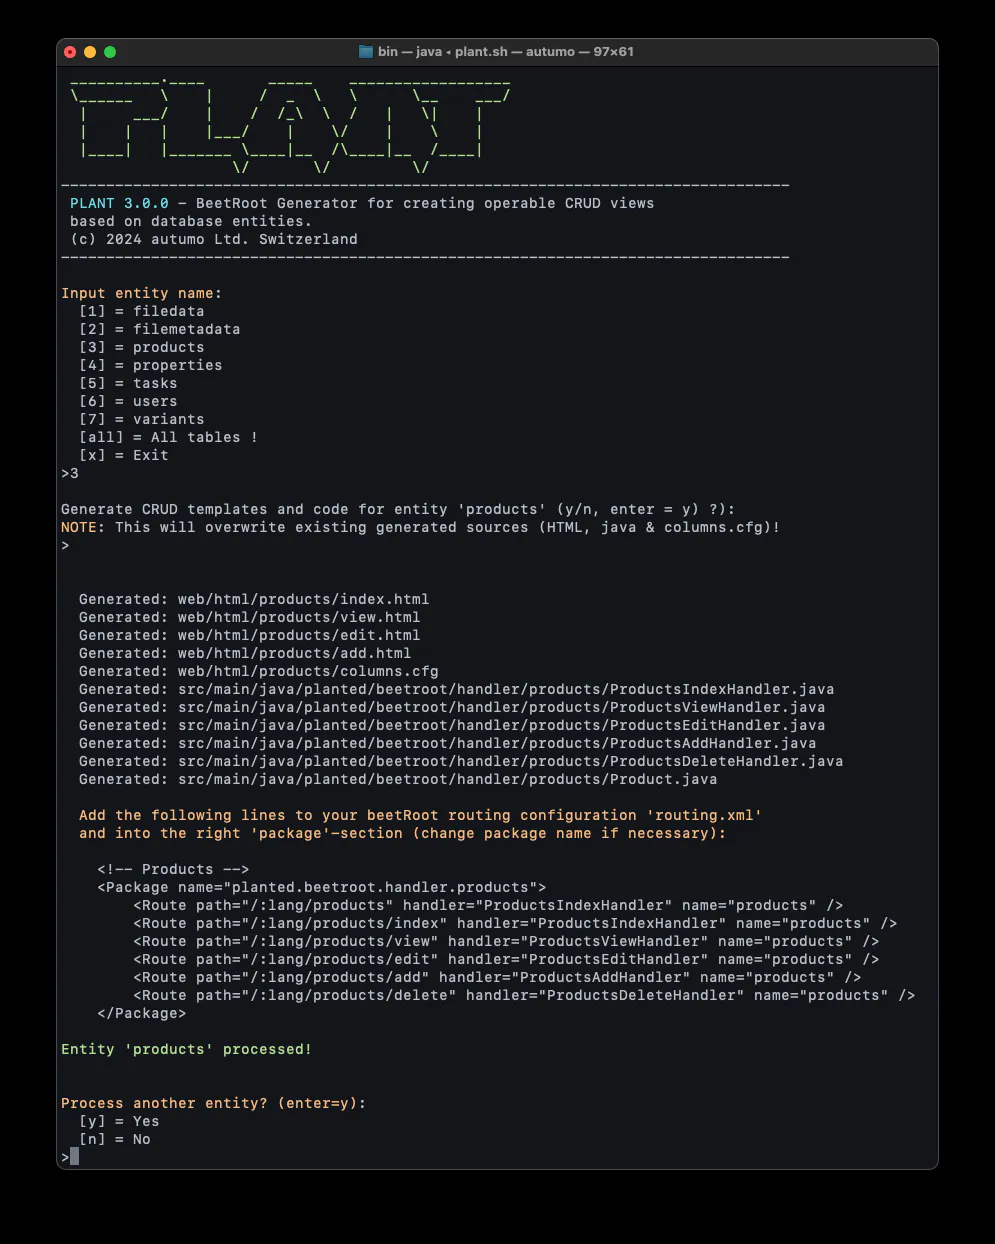 bin — java ◂ plant.sh — autumo — 97×61
 __________.____       _____    _________________
 \______   \    |     /  _  \   \      \__    ___/
  |     ___/    |    /  /_\  \  /   |   \|    |
  |    |   |    |___/    |    \/    |    \    |
  |____|   |_______ \____|__  /\____|__  /____|
                   \/       \/         \/
---------------------------------------------------------------------------------
 PLANT 3.0.0 - BeetRoot Generator for creating operable CRUD views
 based on database entities.
 (c) 2024 autumo Ltd. Switzerland
---------------------------------------------------------------------------------
Input entity name:
  [1] = filedata
  [2] = filemetadata
  [3] = products
  [4] = properties
  [5] = tasks
  [6] = users
  [7] = variants
  [all] = All tables !
  [x] = Exit
>3
Generate CRUD templates and code for entity 'products' (y/n, enter = y) ?):
NOTE: This will overwrite existing generated sources (HTML, java & columns.cfg)!
>
  Generated: web/html/products/index.html
  Generated: web/html/products/view.html
  Generated: web/html/products/edit.html
  Generated: web/html/products/add.html
  Generated: web/html/products/columns.cfg
  Generated: src/main/java/planted/beetroot/handler/products/ProductsIndexHandler.java
  Generated: src/main/java/planted/beetroot/handler/products/ProductsViewHandler.java
  Generated: src/main/java/planted/beetroot/handler/products/ProductsEditHandler.java
  Generated: src/main/java/planted/beetroot/handler/products/ProductsAddHandler.java
  Generated: src/main/java/planted/beetroot/handler/products/ProductsDeleteHandler.java
  Generated: src/main/java/planted/beetroot/handler/products/Product.java
  Add the following lines to your beetRoot routing configuration 'routing.xml'
  and into the right 'package'-section (change package name if necessary):
    <!-- Products -->
    <Package name="planted.beetroot.handler.products">
        <Route path="/:lang/products" handler="ProductsIndexHandler" name="products" />
        <Route path="/:lang/products/index" handler="ProductsIndexHandler" name="products" />
        <Route path="/:lang/products/view" handler="ProductsViewHandler" name="products" />
        <Route path="/:lang/products/edit" handler="ProductsEditHandler" name="products" />
        <Route path="/:lang/products/add" handler="ProductsAddHandler" name="products" />
        <Route path="/:lang/products/delete" handler="ProductsDeleteHandler" name="products" />
    </Package>
Entity 'products' processed!
Process another entity? (enter=y):
  [y] = Yes
  [n] = No
>